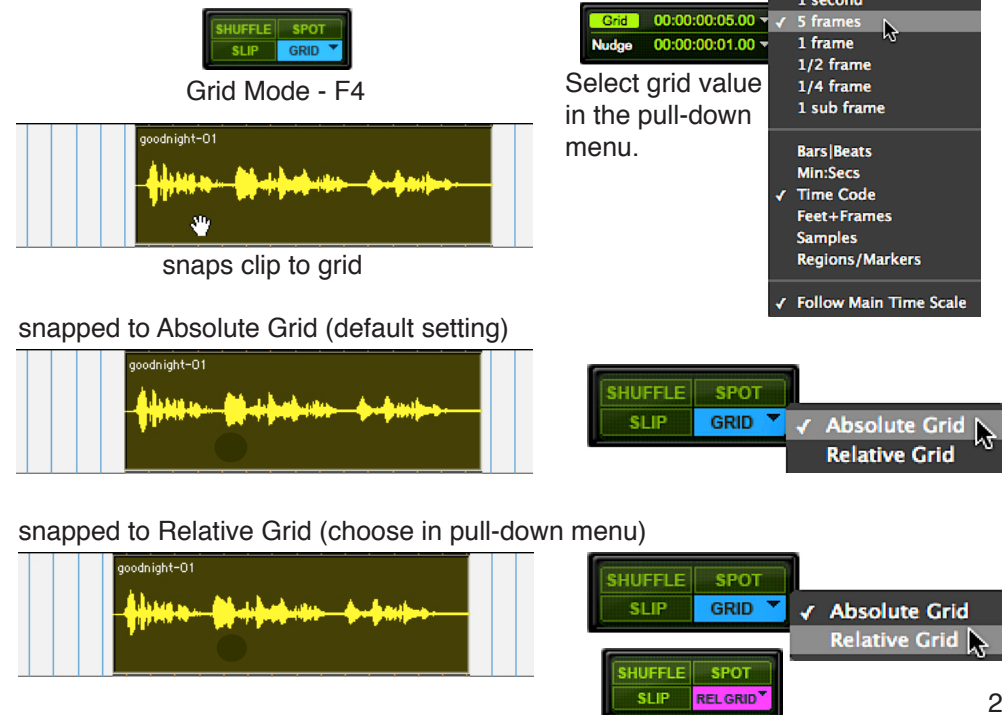 SHUFFLE SPOT
SLIP GRID
Grid Mode - F4
Grid 00:00:00:05.00
Nudge 00:00:00:01.00
1 second
✓ 5 frames
1 frame
1/2 frame
1/4 frame
1 sub frame
Bars|Beats
Min:Secs
✓ Time Code
Feet+Frames
Samples
Regions/Markers
✓ Follow Main Time Scale
Select grid value
in the pull-down
menu.
goodnight-01
snaps clip to grid
snapped to Absolute Grid (default setting)
goodnight-01
SHUFFLE SPOT
SLIP GRID
✓ Absolute Grid
Relative Grid
snapped to Relative Grid (choose in pull-down menu)
goodnight-01
SHUFFLE SPOT
SLIP GRID
✓ Absolute Grid
Relative Grid
SHUFFLE SPOT
SLIP REL GRID
2